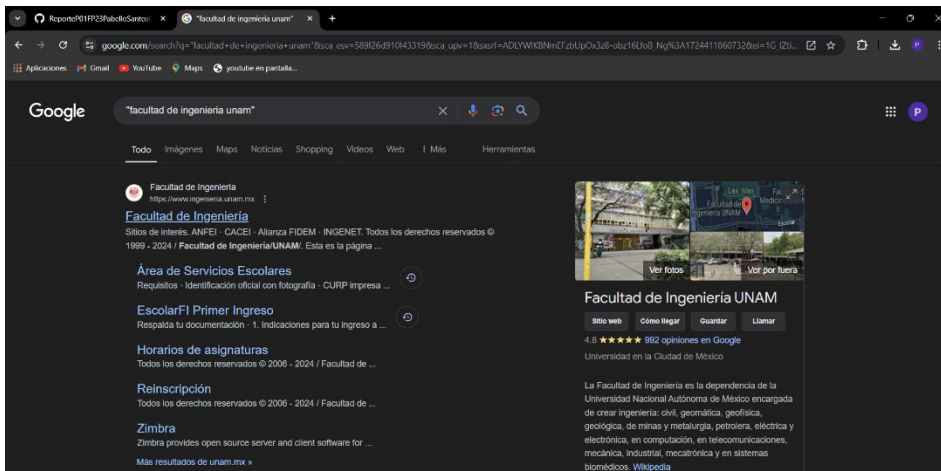 ReporteP01FP23PabelloSantos
"facultad de ingenieria unam"
Aplicaciones Gmail YouTube Maps youtube en pantalla...
Google
"facultad de ingenieria unam"
P
Todo Imágenes Maps Noticias Shopping Videos Web Más Herramientas
Facultad de Ingeniería
https://www.ingenieria.unam.mx
Facultad de Ingeniería
Sitios de interés. ANFEI · CACEI · Alianza FIDEM · INGENET. Todos los derechos reservados ©
1999 - 2024 / Facultad de Ingeniería/UNAM/. Esta es la página ...
Área de Servicios Escolares
Requisitos · Identificación oficial con fotografía · CURP impresa ...
EscolarFI Primer Ingreso
Respalda tu documentación · 1. Indicaciones para tu ingreso a ...
Horarios de asignaturas
Todos los derechos reservados © 2006 - 2024 / Facultad de ...
Reinscripción
Todos los derechos reservados © 2006 - 2024 / Facultad de ...
Zimbra
Zimbra provides open source server and client software for ...
Más resultados de unam.mx »
Las Islas
Facultad de
Ingeniería UNAM
Ver fotos
Ver por fuera
Facultad de Ingeniería UNAM
Sitio web Cómo llegar Guardar Llamar
4.8 ★★★★★ 992 opiniones en Google
Universidad en la Ciudad de México
La Facultad de Ingeniería es la dependencia de la
Universidad Nacional Autónoma de México encargada
de crear ingeniería: civil, geomática, geofísica,
geológica, de minas y metalurgia, petrolera, eléctrica y
electrónica, en computación, en telecomunicaciones,
mecánica, industrial, mecatrónica y en sistemas
biomédicos. Wikipedia